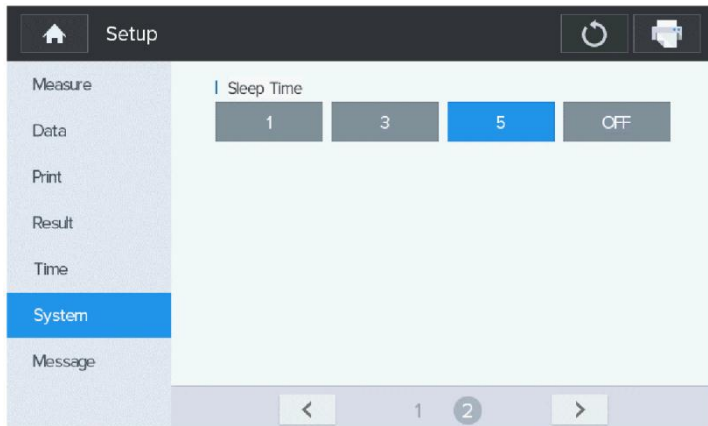 Setup
Measure
Data
Print
Result
Time
System
Message
Sleep Time
1 3 5 OFF
< 1 2 >